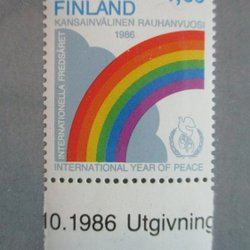 FINLAND
KANSAINVÄLINEN RAUHANVUOSI
1986
INTERNATIONELLA FREDSÅRET
INTERNATIONAL YEAR OF PEACE
10.1986 Utgivning